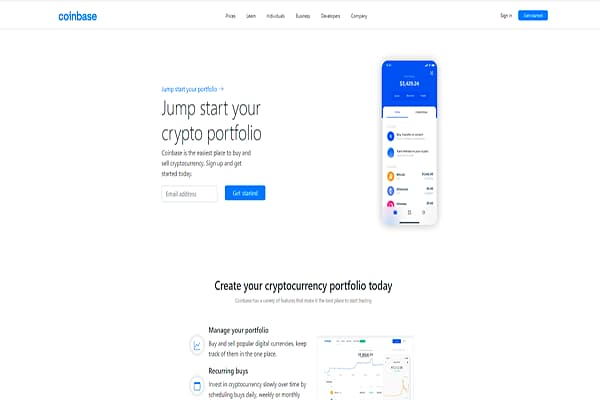 coinbase
Prices Learn Individuals Business Developers Company
Sign in Get started
Jump start your portfolio →
Jump start your
crypto portfolio
Coinbase is the easiest place to buy and
sell cryptocurrency. Sign up and get
started today.
Email address Get started
$3,429.24
Create your cryptocurrency portfolio today
Coinbase has a variety of features that make it the best place to start trading
Manage your portfolio
Buy and sell popular digital currencies, keep
track of them in the one place.
Recurring buys
Invest in cryptocurrency slowly over time by
scheduling buys daily, weekly or monthly